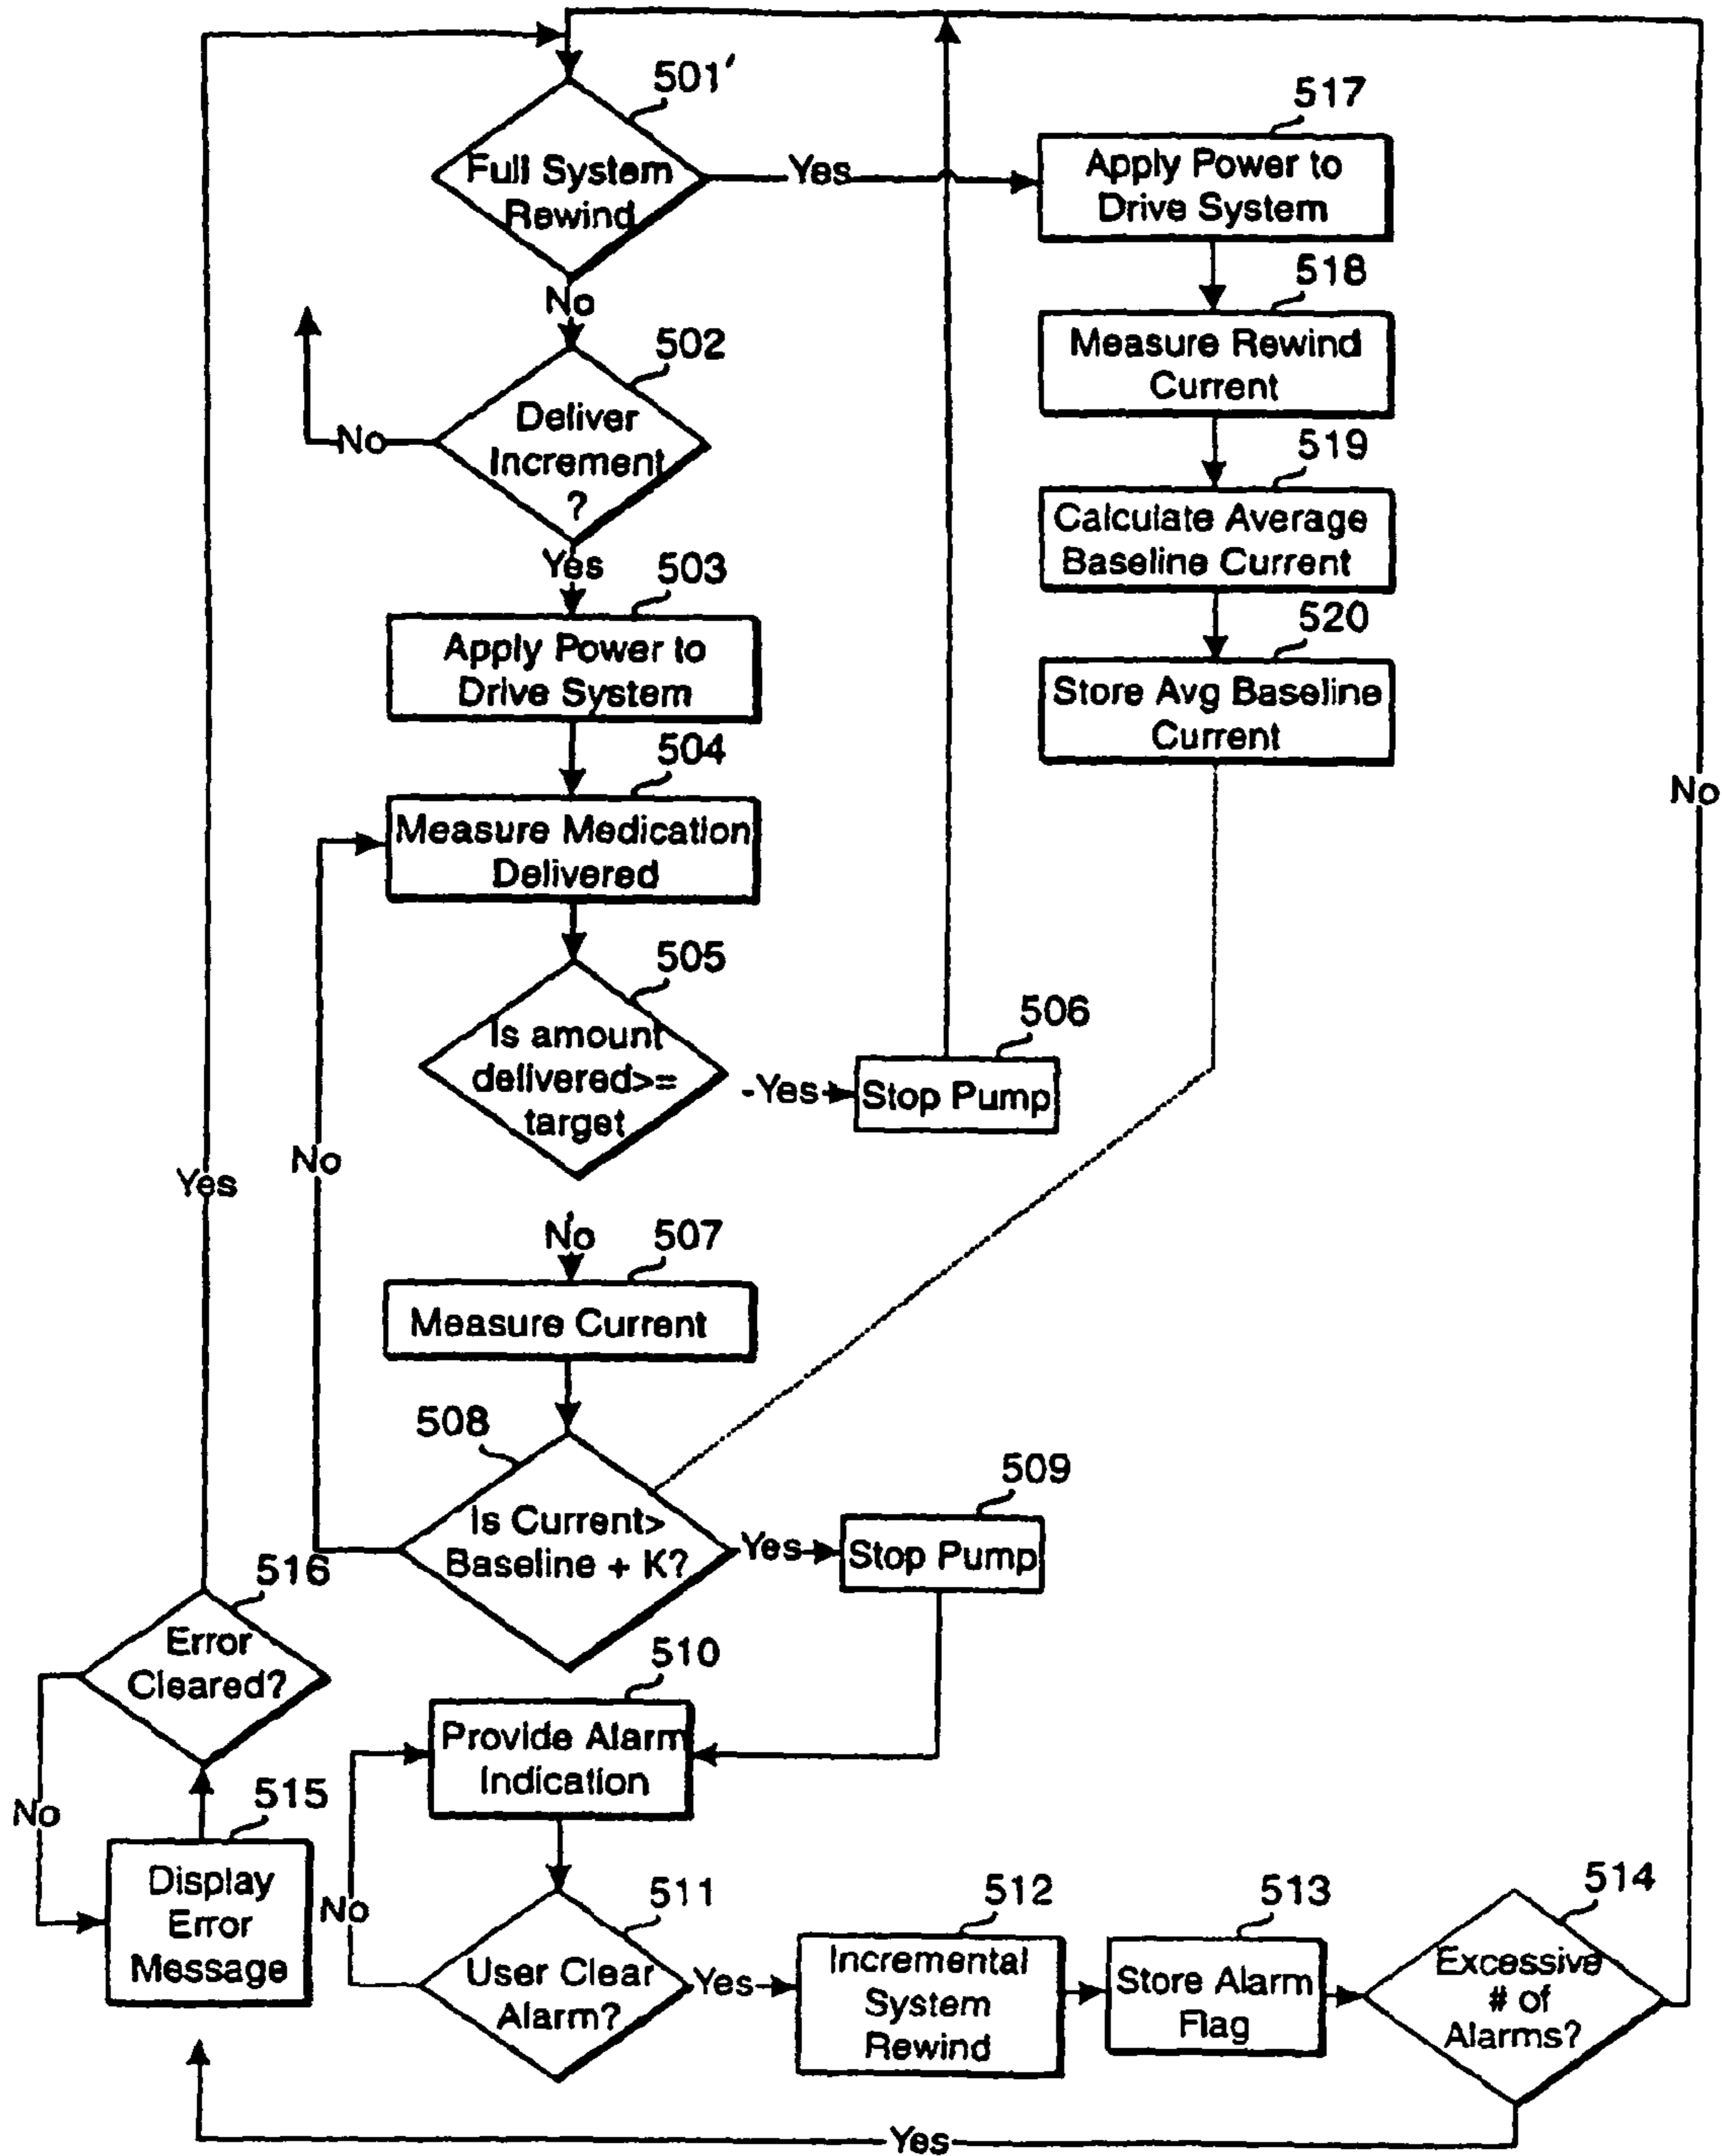 501'
Full System
Rewind
Yes
517
Apply Power to
Drive System
No
518
Measure Rewind
Current
502
Deliver
Increment
?
No
519
Calculate Average
Baseline Current
Yes
503
Apply Power to
Drive System
520
Store Avg Baseline
Current
504
Measure Medication
Delivered
No
505
Is amount
delivered>=
target
-Yes
506
Stop Pump
No
Yes
No
507
Measure Current
508
Is Current>
Baseline + K?
Yes
509
Stop Pump
516
Error
Cleared?
510
Provide Alarm
Indication
No
515
Display
Error
Message
No
511
User Clear
Alarm?
Yes
512
Incremental
System
Rewind
513
Store Alarm
Flag
514
Excessive
# of
Alarms?
Yes